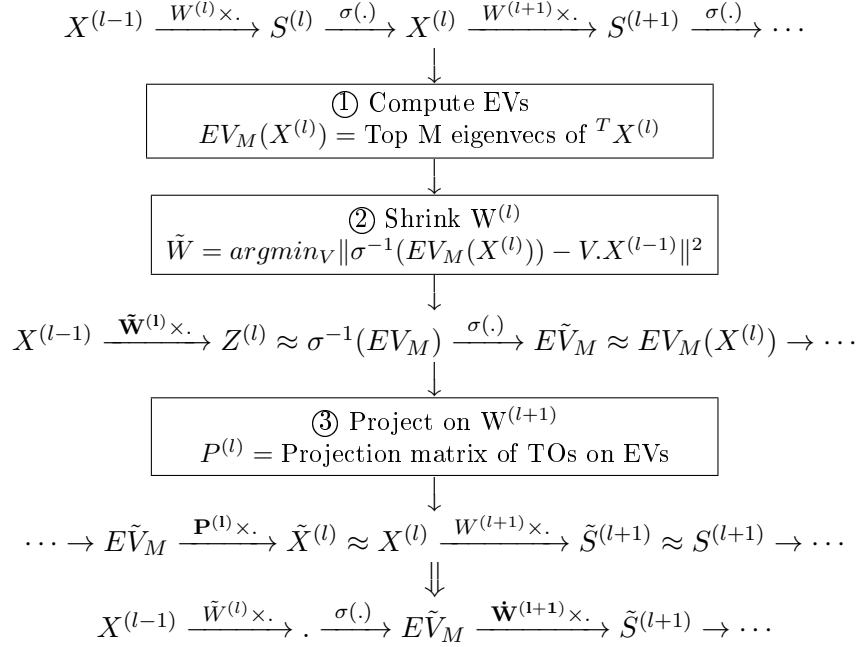 X^(l−1) —W^(l)×.→ S^(l) —σ(.)→ X^(l) —W^(l+1)×.→ S^(l+1) —σ(.)→ ⋯
① Compute EVs
EV_M(X^(l)) = Top M eigenvecs of ^T X^(l)
② Shrink W^(l)
W̃ = argmin_V ‖σ^−1(EV_M(X^(l))) − V.X^(l−1)‖^2
X^(l−1) —W̃^(l)×.→ Z^(l) ≈ σ^−1(EV_M) —σ(.)→ EṼ_M ≈ EV_M(X^(l)) → ⋯
③ Project on W^(l+1)
P^(l) = Projection matrix of TOs on EVs
⋯ → EṼ_M —P^(l)×.→ X̃^(l) ≈ X^(l) —W^(l+1)×.→ S̃^(l+1) ≈ S^(l+1) → ⋯
X^(l−1) —W̃^(l)×.→ . —σ(.)→ EṼ_M —Ẇ^(l+1)×.→ S̃^(l+1) → ⋯